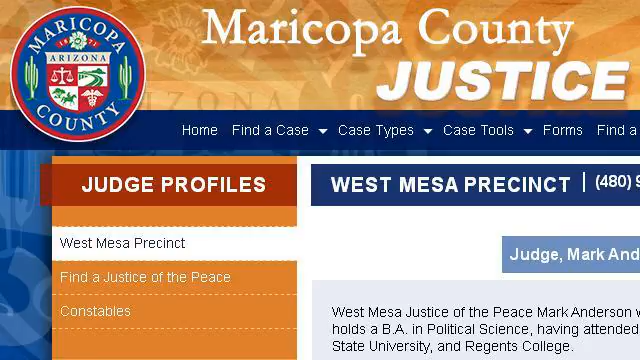 MARICOPA
1871
ARIZONA
COUNTY
Maricopa County
JUSTICE
Home Find a Case Case Types Case Tools Forms Find a
JUDGE PROFILES
WEST MESA PRECINCT | (480) 9
West Mesa Precinct
Find a Justice of the Peace
Constables
Judge, Mark And
West Mesa Justice of the Peace Mark Anderson w
holds a B.A. in Political Science, having attended
State University, and Regents College.